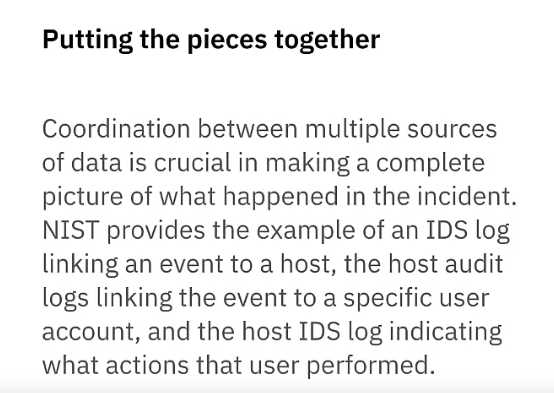 Putting the pieces together
Coordination between multiple sources
of data is crucial in making a complete
picture of what happened in the incident.
NIST provides the example of an IDS log
linking an event to a host, the host audit
logs linking the event to a specific user
account, and the host IDS log indicating
what actions that user performed.